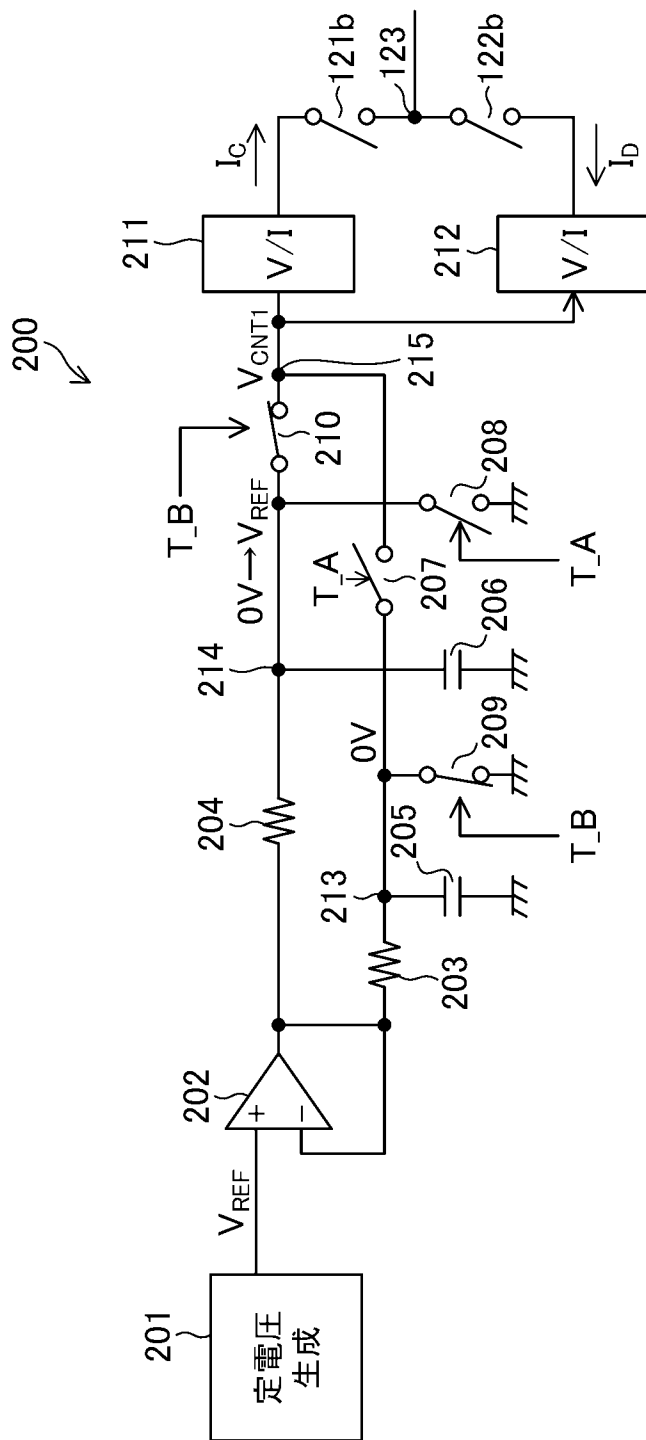 200
201
定電圧
生成
V_REF
202
+
−
204
203
213
205
T_B
209
0V
206
214
0V→V_REF
T_A
207
T_A
208
T_B
210
V_CNT1
215
211
V/I
212
V/I
I_C
I_D
121b
123
122b